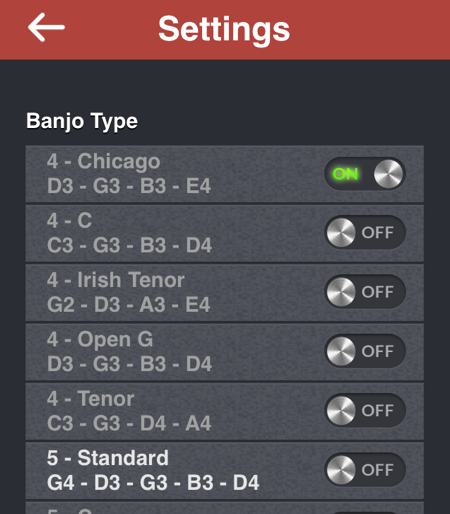 Settings
Banjo Type
4 - Chicago
D3 - G3 - B3 - E4
ON
4 - C
C3 - G3 - B3 - D4
OFF
4 - Irish Tenor
G2 - D3 - A3 - E4
OFF
4 - Open G
D3 - G3 - B3 - D4
OFF
4 - Tenor
C3 - G3 - D4 - A4
OFF
5 - Standard
G4 - D3 - G3 - B3 - D4
OFF